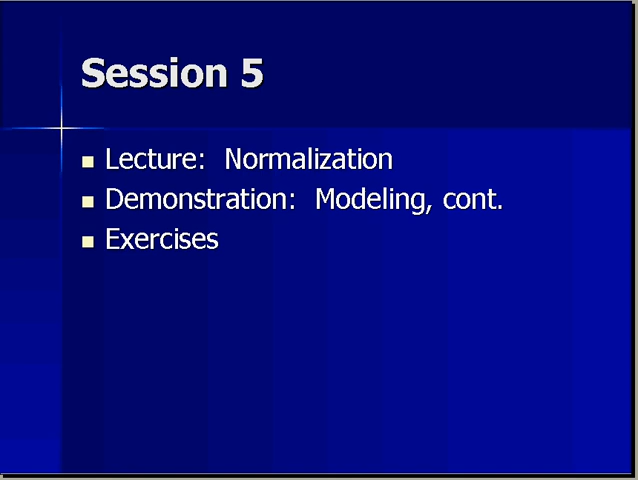 Session 5
Lecture:  Normalization
Demonstration:  Modeling, cont.
Exercises